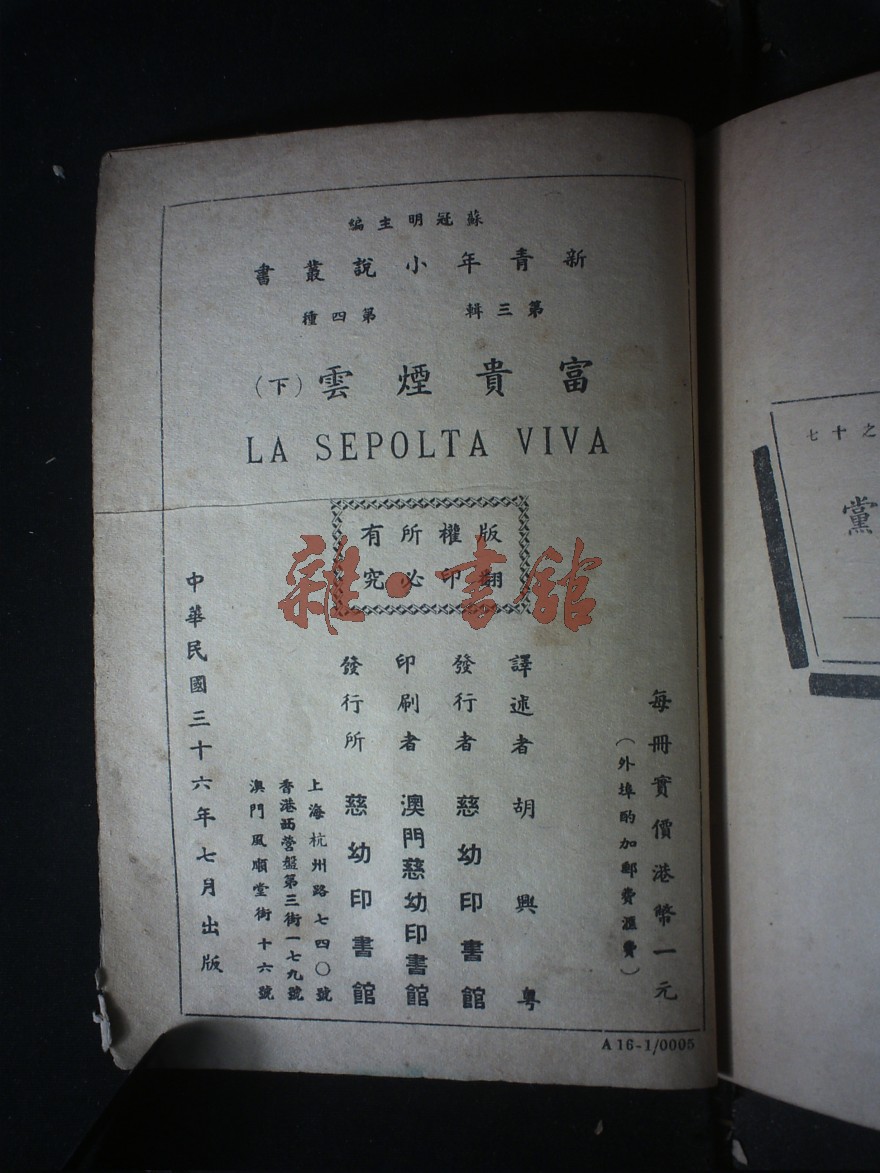 蘇冠明主編
新青年小說叢書
第三輯 第四種
富貴煙雲（下）
LA SEPOLTA VIVA
版權所有
翻印必究
每冊實價港幣一元
（外埠酌加郵費滙費）
譯述者 胡興粤
發行者 慈幼印書館
印刷者 澳門慈幼印書館
發行所 慈幼印書館
上海杭州路七四〇號
香港西營盤第三街一七九號
澳門風順堂街十六號
中華民國三十六年七月出版
A 16-1/0005
雜·書館
之十七
黨